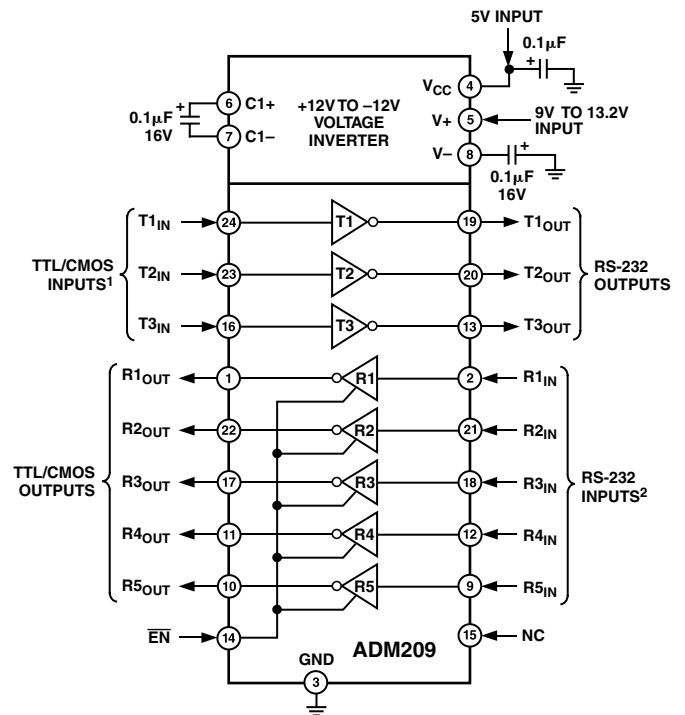 5V INPUT
0.1μF
+
VCC 4
6 C1+
+12V TO –12V
VOLTAGE
INVERTER
V+ 5
9V TO 13.2V
INPUT
+
0.1μF
16V
7 C1–
V– 8
+
0.1μF
16V
T1IN 24 T1 19 T1OUT
TTL/CMOS
INPUTS1
T2IN 23 T2 20 T2OUT
RS-232
OUTPUTS
T3IN 16 T3 13 T3OUT
R1OUT 1 R1 2 R1IN
R2OUT 22 R2 21 R2IN
TTL/CMOS
OUTPUTS
R3OUT 17 R3 18 R3IN
RS-232
INPUTS2
R4OUT 11 R4 12 R4IN
R5OUT 10 R5 9 R5IN
EN 14
15 NC
ADM209
GND
3